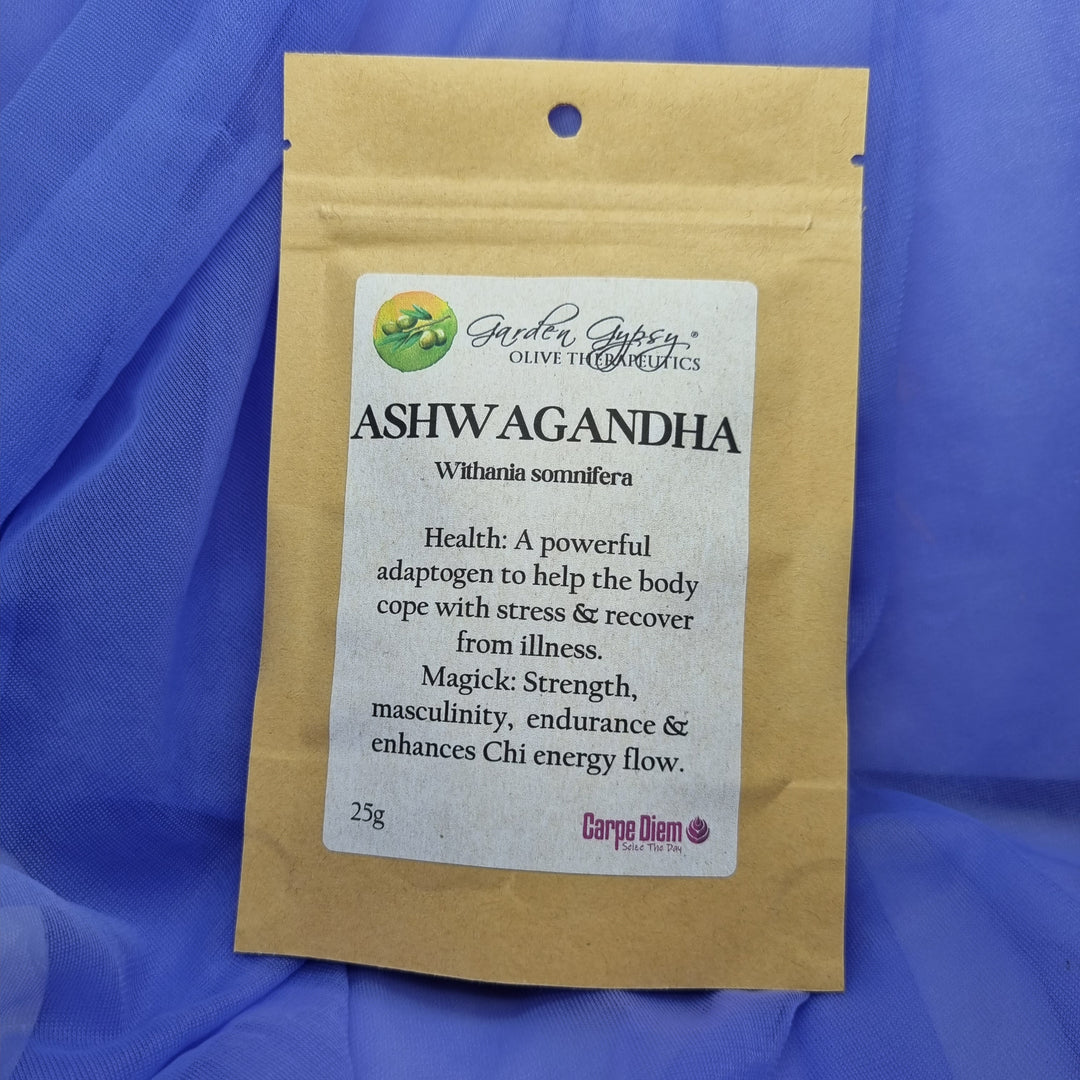 Garden Gypsy®
OLIVE THERAPEUTICS
ASHWAGANDHA
Withania somnifera
Health: A powerful
adaptogen to help the body
cope with stress & recover
from illness.
Magick: Strength,
masculinity, endurance &
enhances Chi energy flow.
25g
Carpe Diem
Seize The Day